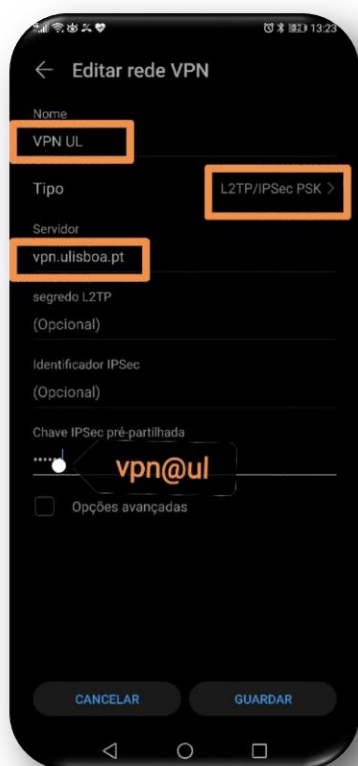 13:23
Editar rede VPN
Nome
VPN UL
Tipo
L2TP/IPSec PSK >
Servidor
vpn.ulisboa.pt
segredo L2TP
(Opcional)
Identificador IPSec
(Opcional)
Chave IPSec pré-partilhada
vpn@ul
Opções avançadas
CANCELAR
GUARDAR